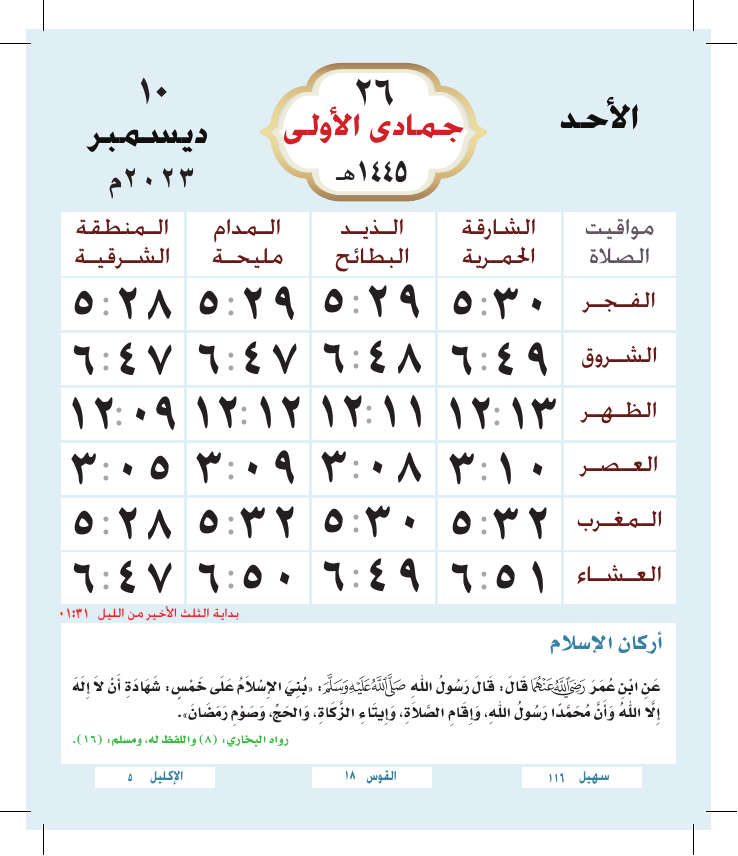 الأحد
٢٦
جمادى الأولى
١٤٤٥هـ
١٠
ديسمبر
٢٠٢٣م
مواقيت الصلاة	الشارقة الحمرية	الذيد البطائح	المدام مليحة	المنطقة الشرقية
الفجر	٥:٣٠	٥:٢٩	٥:٢٩	٥:٢٨
الشروق	٦:٤٩	٦:٤٨	٦:٤٧	٦:٤٧
الظهر	١٢:١٣	١٢:١١	١٢:١٢	١٢:٠٩
العصر	٣:١٠	٣:٠٨	٣:٠٩	٣:٠٥
المغرب	٥:٣٢	٥:٣٠	٥:٣٢	٥:٢٨
العشاء	٦:٥١	٦:٤٩	٦:٥٠	٦:٤٧
بداية الثلث الأخير من الليل ٠١:٣١
أركان الإسلام
عَنِ ابْنِ عُمَرَ رَضِيَ اللَّهُ عَنْهُمَا قَالَ: قَالَ رَسُولُ اللهِ صَلَّى اللَّهُ عَلَيْهِ وَسَلَّمَ: «بُنِيَ الإِسْلَامُ عَلَى خَمْسٍ: شَهَادَةِ أَنْ لاَ إِلَهَ
إِلَّا اللهُ وَأَنَّ مُحَمَّدًا رَسُولُ اللهِ، وَإِقَامِ الصَّلاَةِ، وَإِيتَاءِ الزَّكَاةِ، وَالحَجِّ، وَصَوْمِ رَمَضَانَ».
رواه البخاري: (٨) واللفظ له، ومسلم: (١٦).
سهيل ١١٦
القوس ١٨
الإكليل ٥